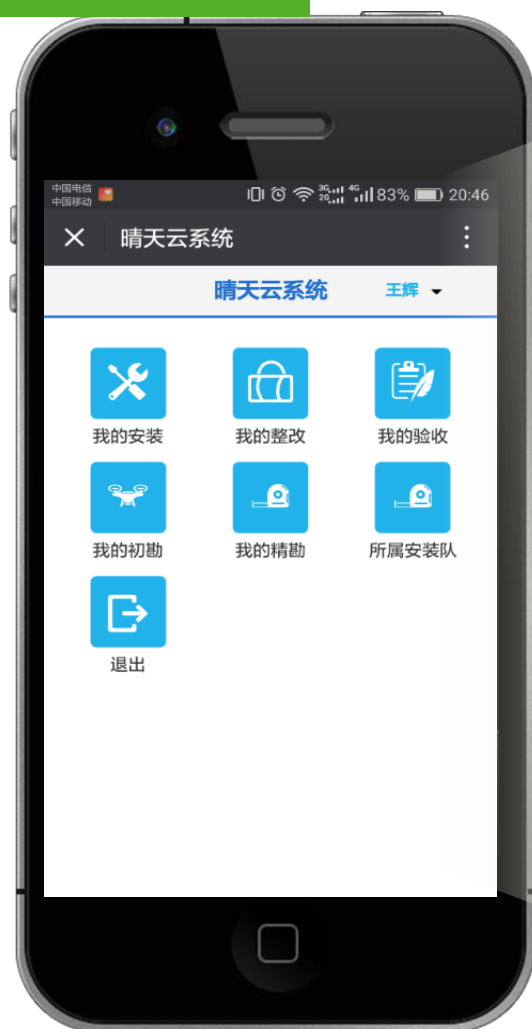 中国电信
中国移动
3G 4G 83% 20:46
2G
晴天云系统
晴天云系统 王辉
我的安装 我的整改 我的验收
我的初勘 我的精勘 所属安装队
退出